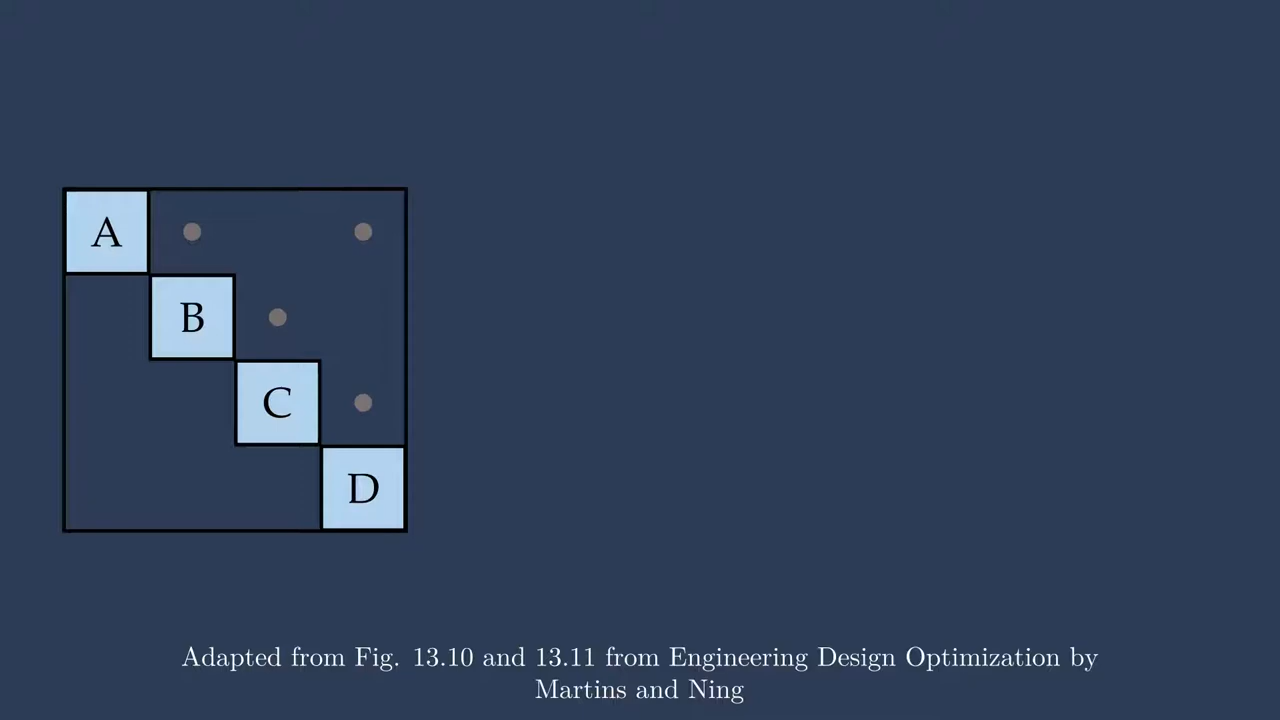 A
B
C
D
Adapted from Fig. 13.10 and 13.11 from Engineering Design Optimization by
Martins and Ning